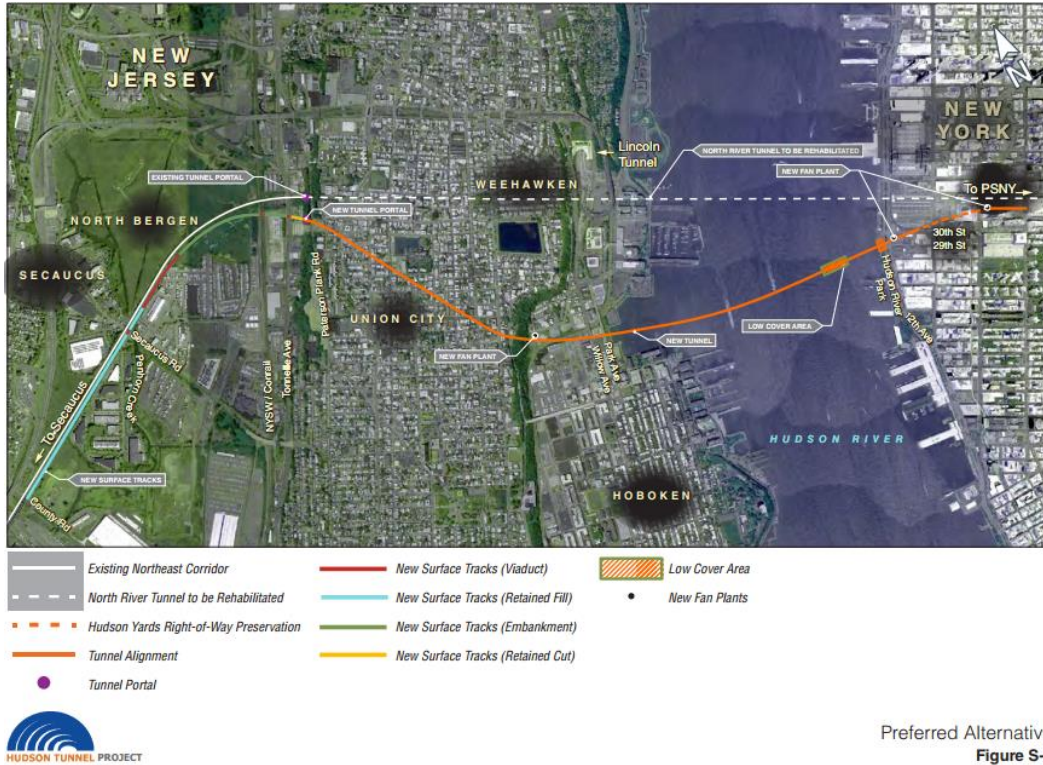 NEW
JERSEY
N
NEW
YORK
Lincoln
Tunnel
NORTH RIVER TUNNEL TO BE REHABILITATED
NEW FAN PLANT
EXISTING TUNNEL PORTAL
WEEHAWKEN
To PSNY
NORTH BERGEN
NEW TUNNEL PORTAL
30th St
29th St
SECAUCUS
Paterson Plank Rd
UNION CITY
Hudson River
Park
12th Ave
LOW COVER AREA
Secaucus Rd
NEW FAN PLANT
NEW TUNNEL
Park Ave
Willow Ave
Penhorn Creek
NYSW / Conrail
Tonnelle Ave
To Secaucus
HUDSON RIVER
NEW SURFACE TRACKS
HOBOKEN
County Rd
Existing Northeast Corridor
North River Tunnel to be Rehabilitated
Hudson Yards Right-of-Way Preservation
Tunnel Alignment
Tunnel Portal
New Surface Tracks (Viaduct)
New Surface Tracks (Retained Fill)
New Surface Tracks (Embankment)
New Surface Tracks (Retained Cut)
Low Cover Area
New Fan Plants
HUDSON TUNNEL PROJECT
Preferred Alternativ
Figure S-